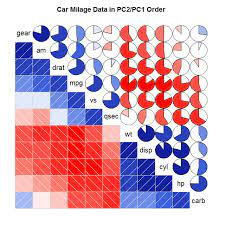 Car Milage Data in PC2/PC1 Order
gear
am
drat
mpg
vs
qsec
wt
disp
cyl
hp
carb